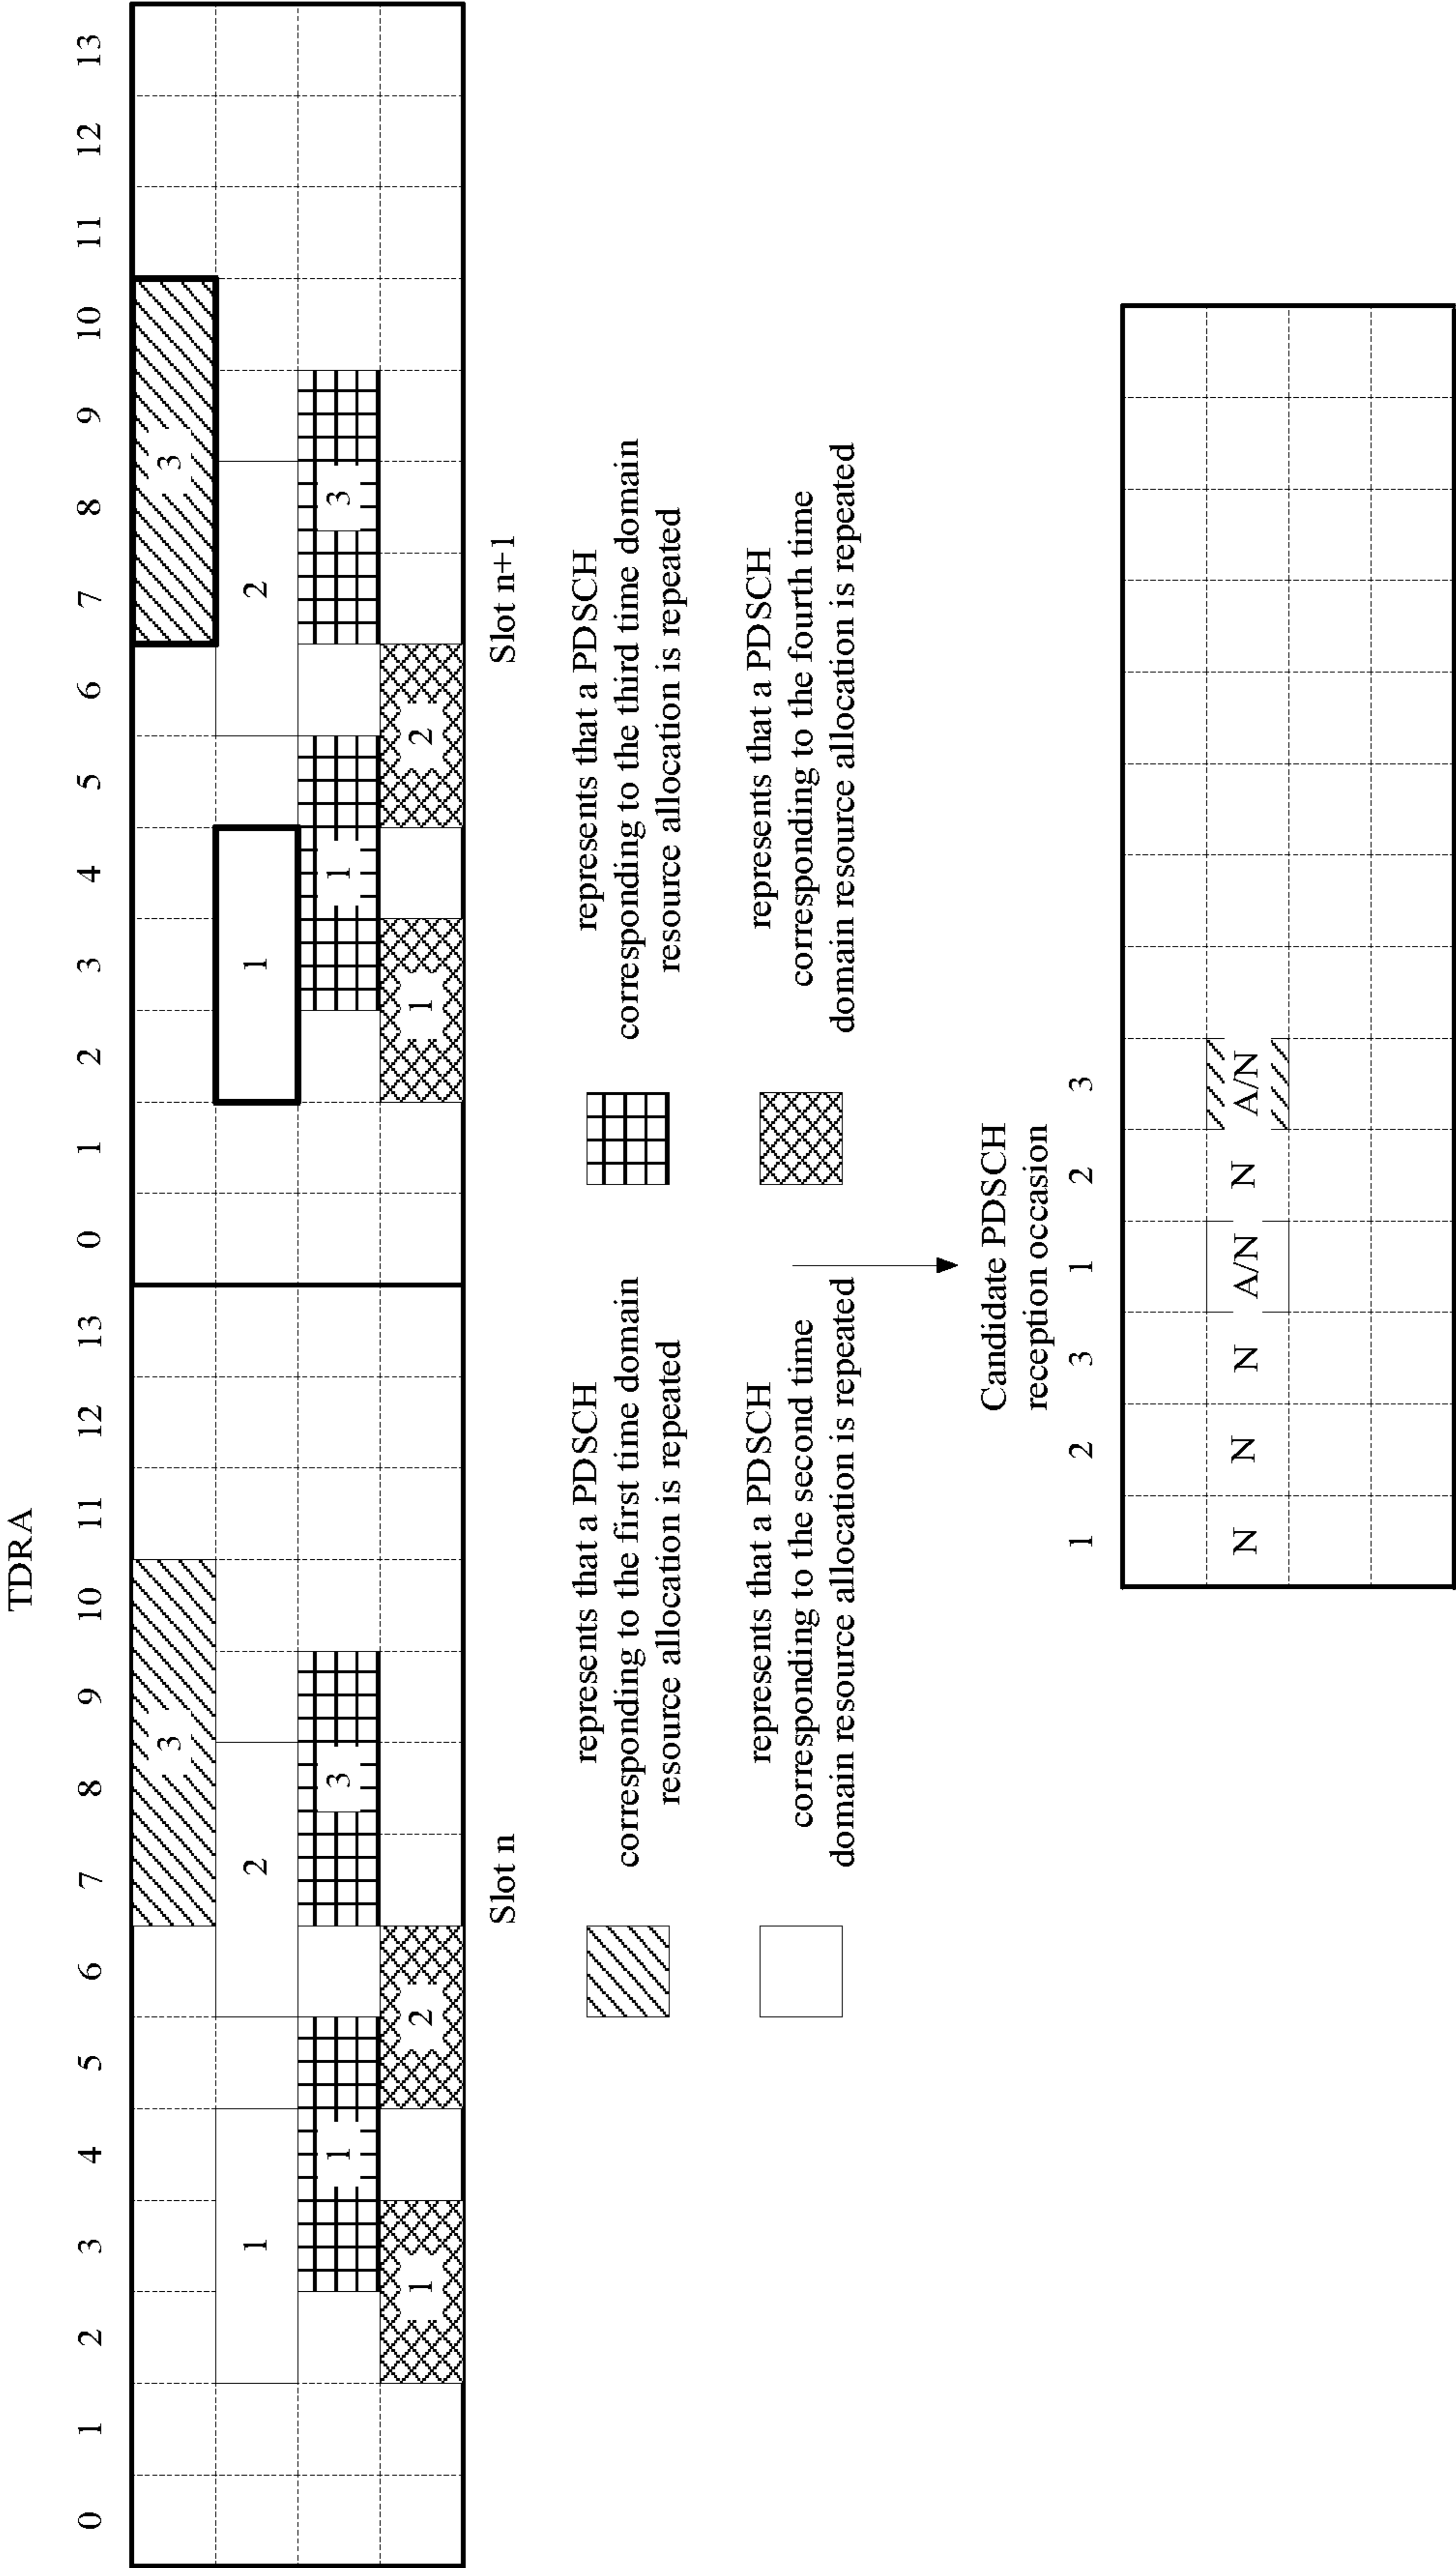 TDRA
0 1 2 3 4 5 6 7 8 9 10 11 12 13 0 1 2 3 4 5 6 7 8 9 10 11 12 13
3 3
1 2 1 2
1 3 1 3
1 2 1 2
Slot n Slot n+1
represents that a PDSCH
corresponding to the first time domain
resource allocation is repeated
represents that a PDSCH
corresponding to the third time domain
resource allocation is repeated
represents that a PDSCH
corresponding to the second time
domain resource allocation is repeated
represents that a PDSCH
corresponding to the fourth time
domain resource allocation is repeated
Candidate PDSCH
reception occasion
1 2 3 1 2 3
N N N A/N N A/N